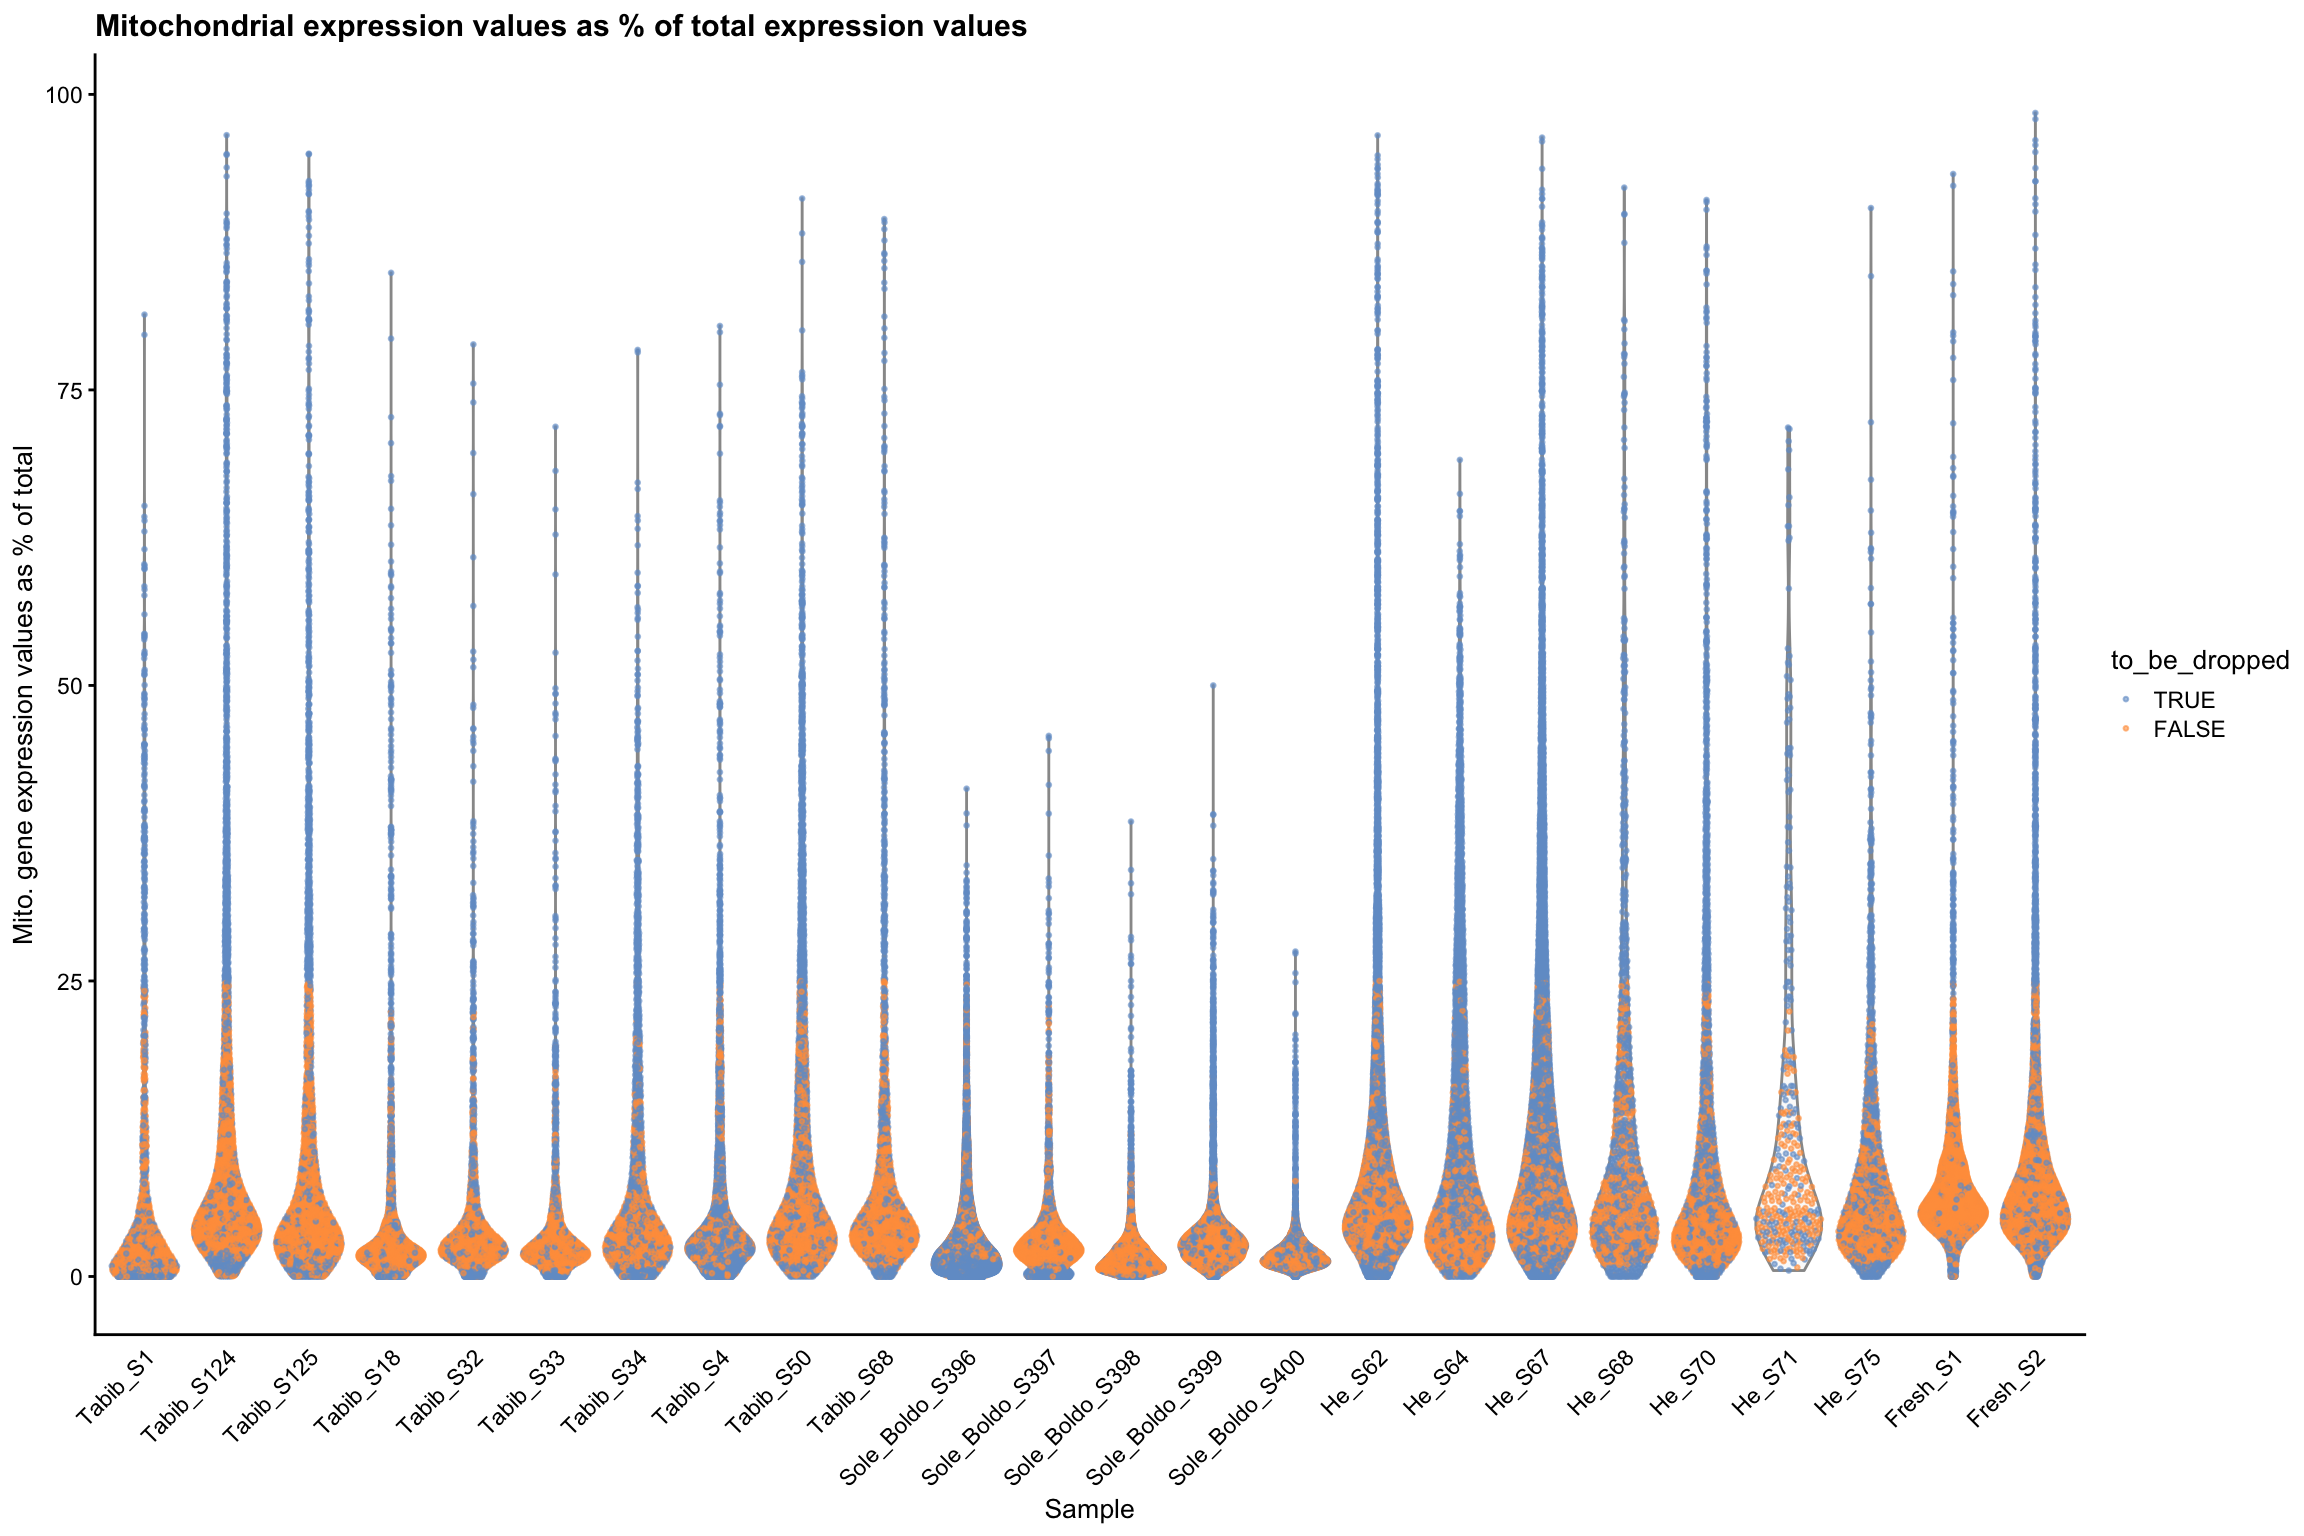 Mitochondrial expression values as % of total expression values
Mito. gene expression values as % of total
100
75
50
25
0
Tabib_S1
Tabib_S124
Tabib_S125
Tabib_S18
Tabib_S32
Tabib_S33
Tabib_S34
Tabib_S4
Tabib_S50
Tabib_S68
Sole_Boldo_S396
Sole_Boldo_S397
Sole_Boldo_S398
Sole_Boldo_S399
Sole_Boldo_S400
He_S62
He_S64
He_S67
He_S68
He_S70
He_S71
He_S75
Fresh_S1
Fresh_S2
Sample
to_be_dropped
TRUE
FALSE